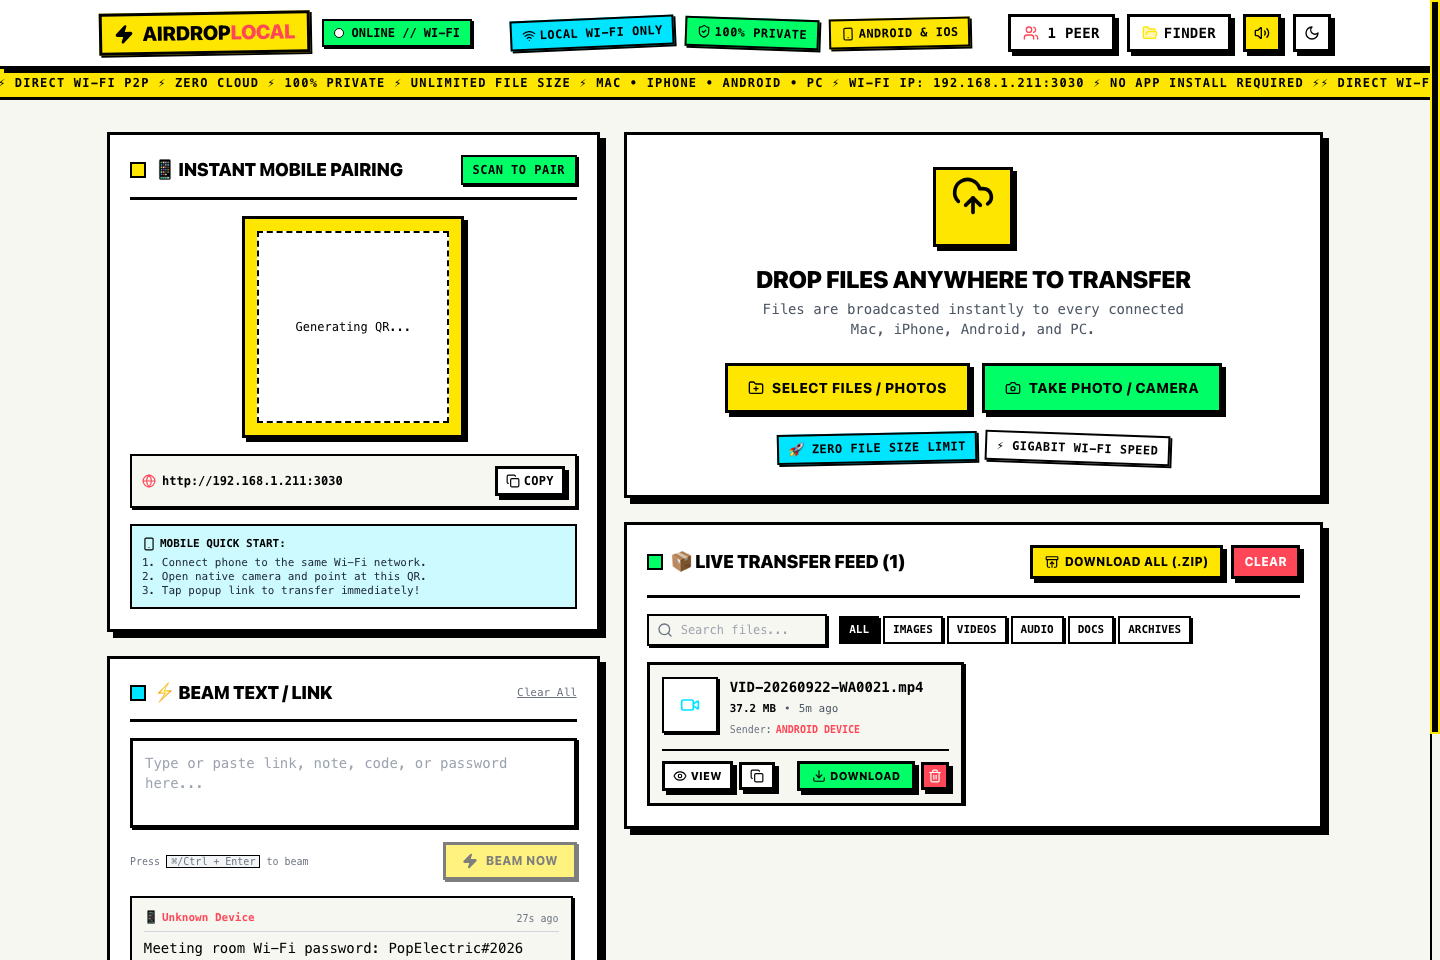 AIRDROPLOCAL
ONLINE // WI-FI
LOCAL WI-FI ONLY
100% PRIVATE
ANDROID & IOS
1 PEER
FINDER
⚡ DIRECT WI-FI P2P ⚡ ZERO CLOUD ⚡ 100% PRIVATE ⚡ UNLIMITED FILE SIZE ⚡ MAC • IPHONE • ANDROID • PC ⚡ WI-FI IP: 192.168.1.211:3030 ⚡ NO APP INSTALL REQUIRED ⚡⚡ DIRECT WI-F
📱 INSTANT MOBILE PAIRING
SCAN TO PAIR
Generating QR...
http://192.168.1.211:3030
COPY
MOBILE QUICK START:
1. Connect phone to the same Wi-Fi network.
2. Open native camera and point at this QR.
3. Tap popup link to transfer immediately!
⚡ BEAM TEXT / LINK
Clear All
Type or paste link, note, code, or password
here...
Press ⌘/Ctrl + Enter to beam
BEAM NOW
📱 Unknown Device
27s ago
Meeting room Wi-Fi password: PopElectric#2026
DROP FILES ANYWHERE TO TRANSFER
Files are broadcasted instantly to every connected
Mac, iPhone, Android, and PC.
SELECT FILES / PHOTOS
TAKE PHOTO / CAMERA
🚀 ZERO FILE SIZE LIMIT
⚡ GIGABIT WI-FI SPEED
📦 LIVE TRANSFER FEED (1)
DOWNLOAD ALL (.ZIP)
CLEAR
Search files...
ALL
IMAGES
VIDEOS
AUDIO
DOCS
ARCHIVES
VID-20260922-WA0021.mp4
37.2 MB • 5m ago
Sender: ANDROID DEVICE
VIEW
DOWNLOAD